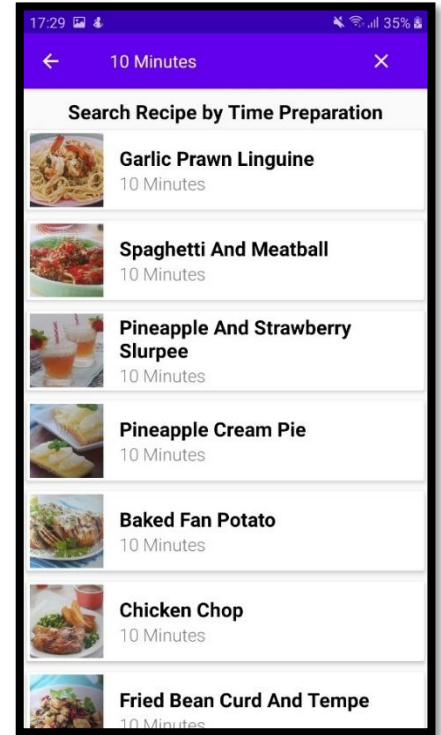 17:29 35%
10 Minutes
Search Recipe by Time Preparation
Garlic Prawn Linguine
10 Minutes
Spaghetti And Meatball
10 Minutes
Pineapple And Strawberry
Slurpee
10 Minutes
Pineapple Cream Pie
10 Minutes
Baked Fan Potato
10 Minutes
Chicken Chop
10 Minutes
Fried Bean Curd And Tempe
10 Minutes